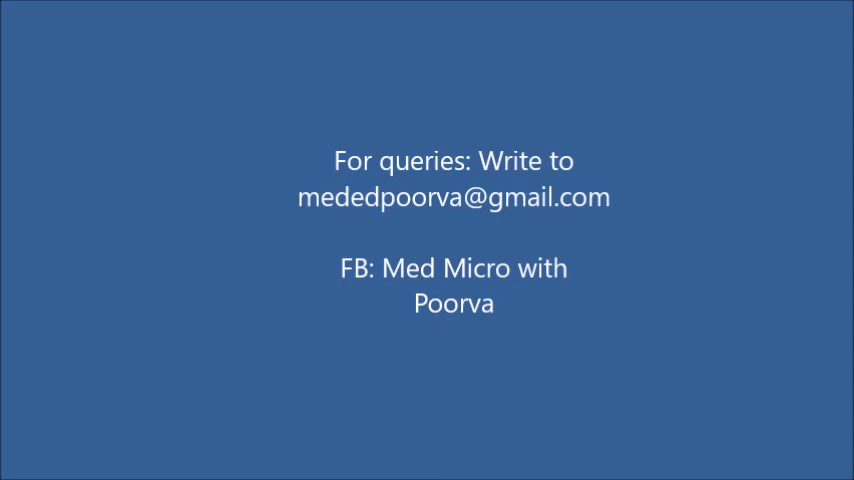 For queries: Write to
mededpoorva@gmail.com
FB: Med Micro with
Poorva